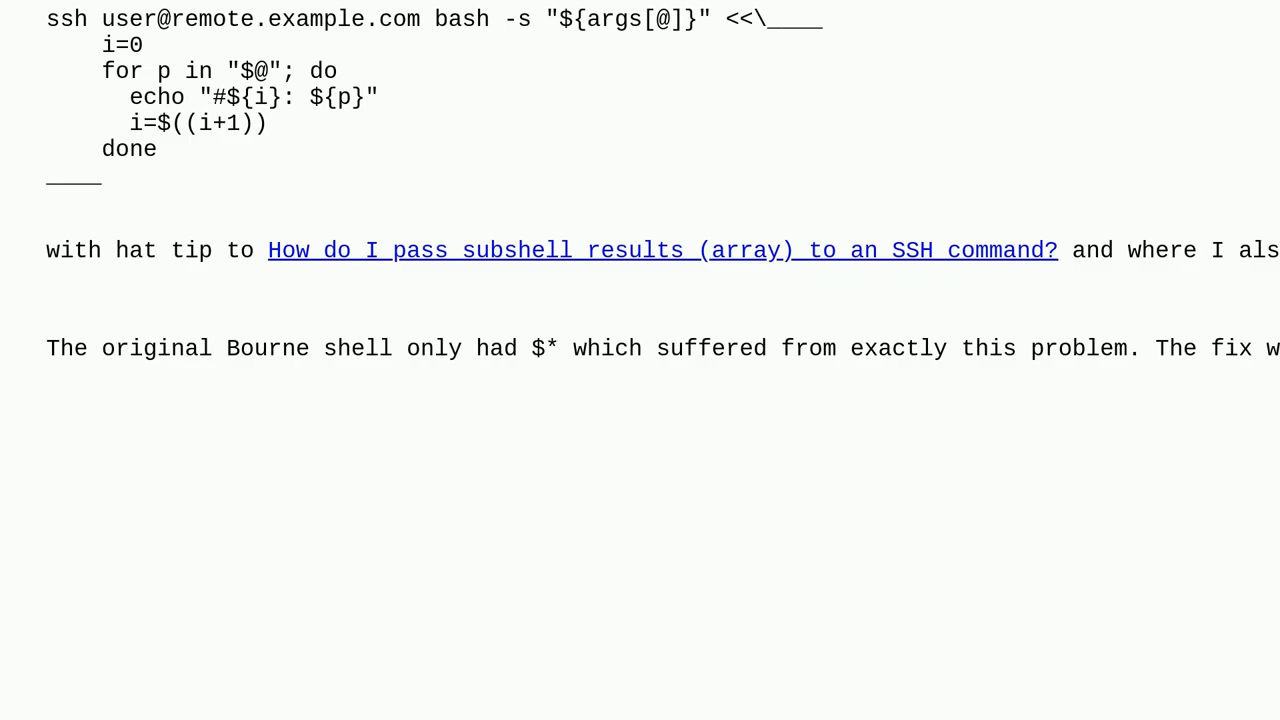 ssh user@remote.example.com bash -s "${args[@]}" <<\____
    i=0
    for p in "$@"; do
      echo "#${i}: ${p}"
      i=$((i+1))
    done
____
with hat tip to How do I pass subshell results (array) to an SSH command? and where I als
The original Bourne shell only had $* which suffered from exactly this problem. The fix w